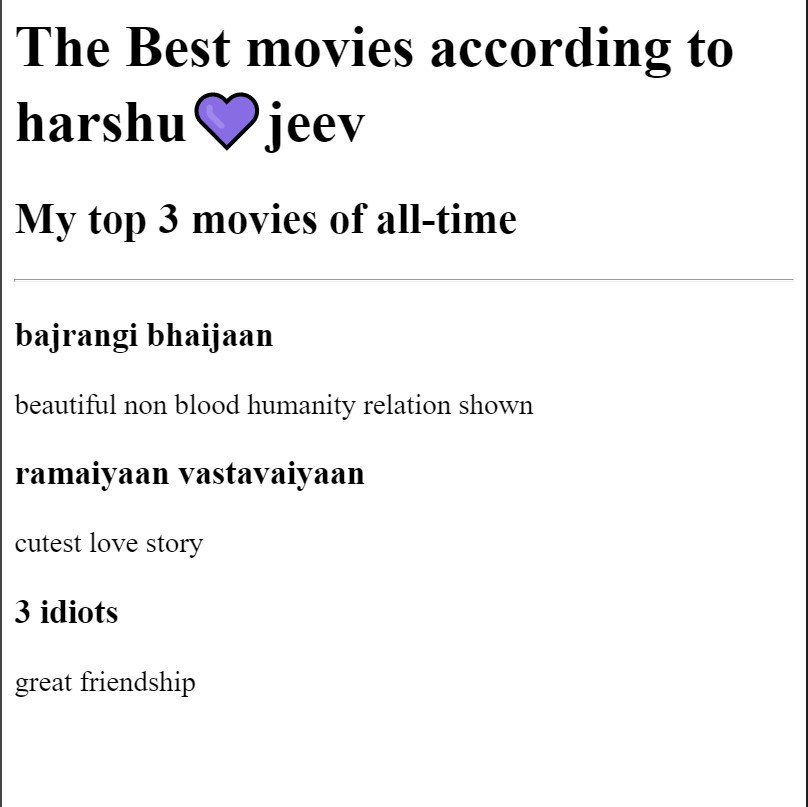 The Best movies according to
harshu💜jeev
My top 3 movies of all-time
bajrangi bhaijaan
beautiful non blood humanity relation shown
ramaiyaan vastavaiyaan
cutest love story
3 idiots
great friendship